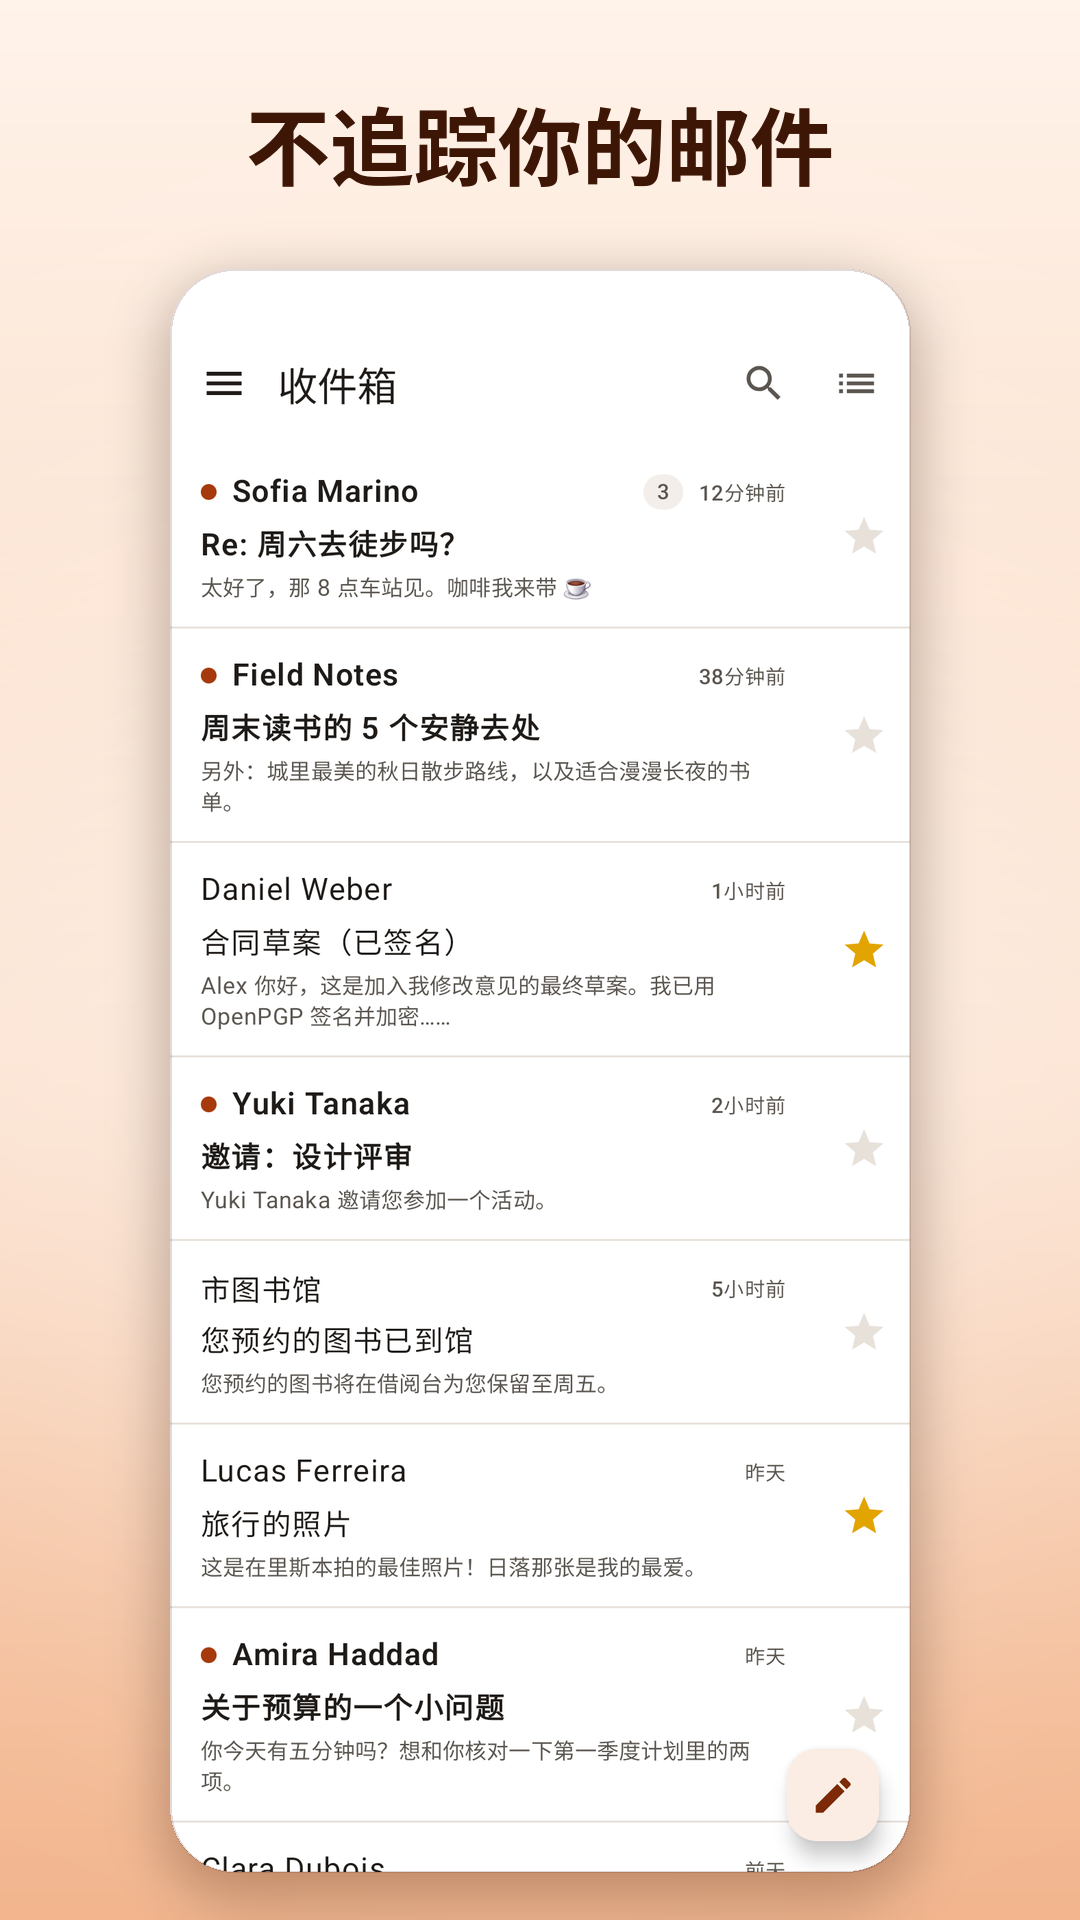 不追踪你的邮件
收件箱
Sofia Marino 3 12分钟前
Re: 周六去徒步吗？
太好了，那 8 点车站见。咖啡我来带 ☕
Field Notes 38分钟前
周末读书的 5 个安静去处
另外：城里最美的秋日散步路线，以及适合漫漫长夜的书
单。
Daniel Weber 1小时前
合同草案（已签名）
Alex 你好，这是加入我修改意见的最终草案。我已用
OpenPGP 签名并加密……
Yuki Tanaka 2小时前
邀请：设计评审
Yuki Tanaka 邀请您参加一个活动。
市图书馆 5小时前
您预约的图书已到馆
您预约的图书将在借阅台为您保留至周五。
Lucas Ferreira 昨天
旅行的照片
这是在里斯本拍的最佳照片！日落那张是我的最爱。
Amira Haddad 昨天
关于预算的一个小问题
你今天有五分钟吗？想和你核对一下第一季度计划里的两
项。
Clara Dubois 前天